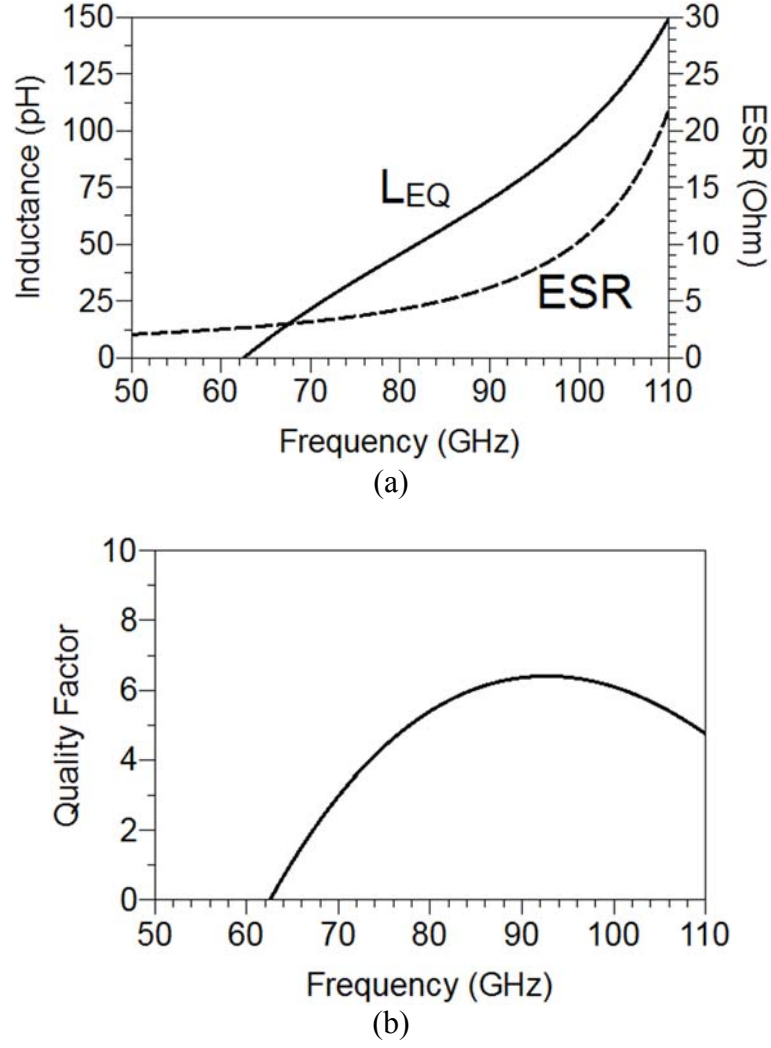 150
125
100
75
50
25
0
Inductance (pH)
30
25
20
15
10
5
0
ESR (Ohm)
LEQ
ESR
50 60 70 80 90 100 110
Frequency (GHz)
(a)
10
8
6
4
2
0
Quality Factor
50 60 70 80 90 100 110
Frequency (GHz)
(b)